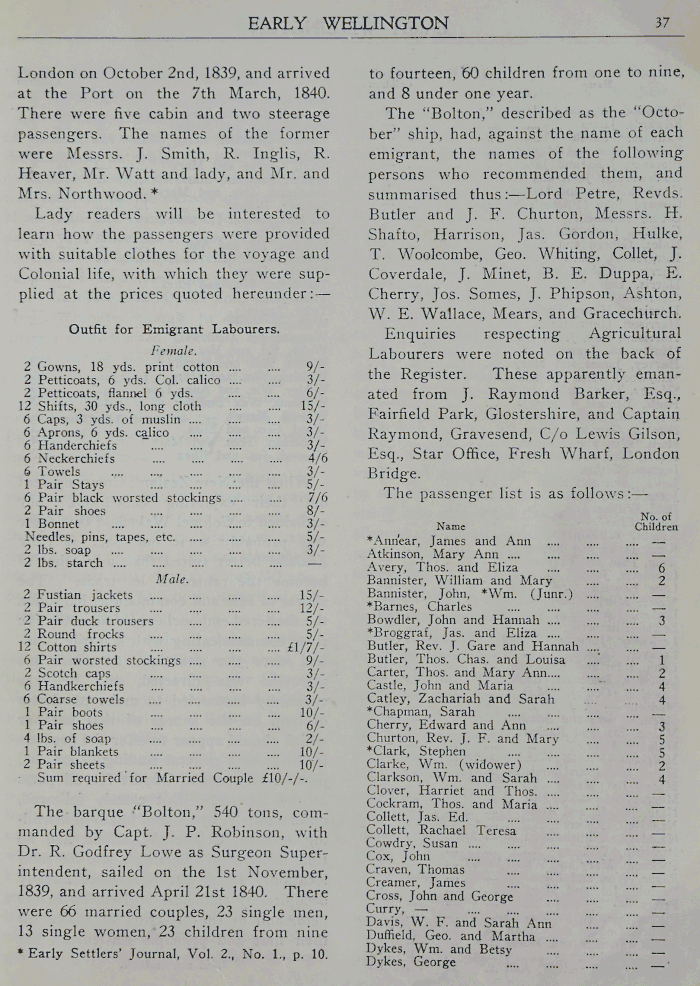 EARLY WELLINGTON 37
London on October 2nd, 1839, and arrived
at the Port on the 7th March, 1840.
There were five cabin and two steerage
passengers. The names of the former
were Messrs. J. Smith, R. Inglis, R.
Heaver, Mr. Watt and lady, and Mr. and
Mrs. Northwood.*
Lady readers will be interested to
learn how the passengers were provided
with suitable clothes for the voyage and
Colonial life, with which they were sup-
plied at the prices quoted hereunder:—
Outfit for Emigrant Labourers.
Female.
2 Gowns, 18 yds. print cotton .... .... 9/-
2 Petticoats, 6 yds. Col. calico .... .... 3/-
2 Petticoats, flannel 6 yds. .... .... 6/-
12 Shifts, 30 yds., long cloth .... .... 15/-
6 Caps, 3 yds. of muslin .... .... .... 3/-
6 Aprons, 6 yds. calico .... .... .... 3/-
6 Handerchiefs .... .... .... .... 3/-
6 Neckerchiefs .... .... .... .... 4/6
6 Towels .... .... .... .... .... 3/-
1 Pair Stays .... .... .... .... 5/-
6 Pair black worsted stockings .... .... 7/6
2 Pair shoes .... .... .... .... 8/-
1 Bonnet .... .... .... .... .... 3/-
Needles, pins, tapes, etc. .... .... .... 5/-
2 lbs. soap .... .... .... .... .... 3/-
2 lbs. starch .... .... .... .... .... —
Male.
2 Fustian jackets .... .... .... .... 15/-
2 Pair trousers .... .... .... .... 12/-
2 Pair duck trousers .... .... .... 5/-
2 Round frocks .... .... .... .... 5/-
12 Cotton shirts .... .... .... .... £1/7/-
6 Pair worsted stockings .... .... .... 9/-
2 Scotch caps .... .... .... .... 3/-
6 Handkerchiefs .... .... .... .... 3/-
6 Coarse towels .... .... .... .... 3/-
1 Pair boots .... .... .... .... 10/-
1 Pair shoes .... .... .... .... 6/-
4 lbs. of soap .... .... .... .... 2/-
1 Pair blankets .... .... .... .... 10/-
2 Pair sheets .... .... .... .... 10/-
Sum required for Married Couple £10/-/-.
The barque "Bolton," 540 tons, com-
manded by Capt. J. P. Robinson, with
Dr. R. Godfrey Lowe as Surgeon Super-
intendent, sailed on the 1st November,
1839, and arrived April 21st 1840. There
were 66 married couples, 23 single men,
13 single women, 23 children from nine
* Early Settlers' Journal, Vol. 2., No. 1., p. 10.
to fourteen, 60 children from one to nine,
and 8 under one year.
The "Bolton," described as the "Octo-
ber" ship, had, against the name of each
emigrant, the names of the following
persons who recommended them, and
summarised thus:—Lord Petre, Revds.
Butler and J. F. Churton, Messrs. H.
Shafto, Harrison, Jas. Gordon, Hulke,
T. Woolcombe, Geo. Whiting, Collet, J.
Coverdale, J. Minet, B. E. Duppa, E.
Cherry, Jos. Somes, J. Phipson, Ashton,
W. E. Wallace, Mears, and Gracechurch.
Enquiries respecting Agricultural
Labourers were noted on the back of
the Register. These apparently eman-
ated from J. Raymond Barker, Esq.,
Fairfield Park, Glostershire, and Captain
Raymond, Gravesend, C/o Lewis Gilson,
Esq., Star Office, Fresh Wharf, London
Bridge.
The passenger list is as follows:—
Name No. of Children
*Annear, James and Ann .... .... .... —
Atkinson, Mary Ann .... .... .... .... —
Avery, Thos. and Eliza .... .... .... 6
Bannister, William and Mary .... .... 2
Bannister, John, *Wm. (Junr.) .... .... —
*Barnes, Charles .... .... .... .... —
Bowdler, John and Hannah .... .... .... 3
*Broggraf, Jas. and Eliza .... .... .... —
Butler, Rev. J. Gare and Hannah .... .... —
Butler, Thos. Chas. and Louisa .... .... 1
Carter, Thos. and Mary Ann.... .... .... 2
Castle, John and Maria .... .... .... 4
Catley, Zachariah and Sarah .... .... 4
*Chapman, Sarah .... .... .... .... —
Cherry, Edward and Ann .... .... .... 3
Churton, Rev. J. F. and Mary .... .... 5
*Clark, Stephen .... .... .... .... 5
Clarke, Wm. (widower) .... .... .... 2
Clarkson, Wm. and Sarah .... .... .... 4
Clover, Harriet and Thos. .... .... .... —
Cockram, Thos. and Maria .... .... .... —
Collett, Jas. Ed. .... .... .... .... —
Collett, Rachael Teresa .... .... .... —
Cowdry, Susan .... .... .... .... .... —
Cox, John .... .... .... .... .... —
Craven, Thomas .... .... .... .... —
Creamer, James .... .... .... .... —
Cross, John and George .... .... .... —
Curry, — .... .... .... .... .... —
Davis, W. F. and Sarah Ann .... .... —
Duffield, Geo. and Martha .... .... .... —
Dykes, Wm. and Betsy .... .... .... —
Dykes, George .... .... .... .... —